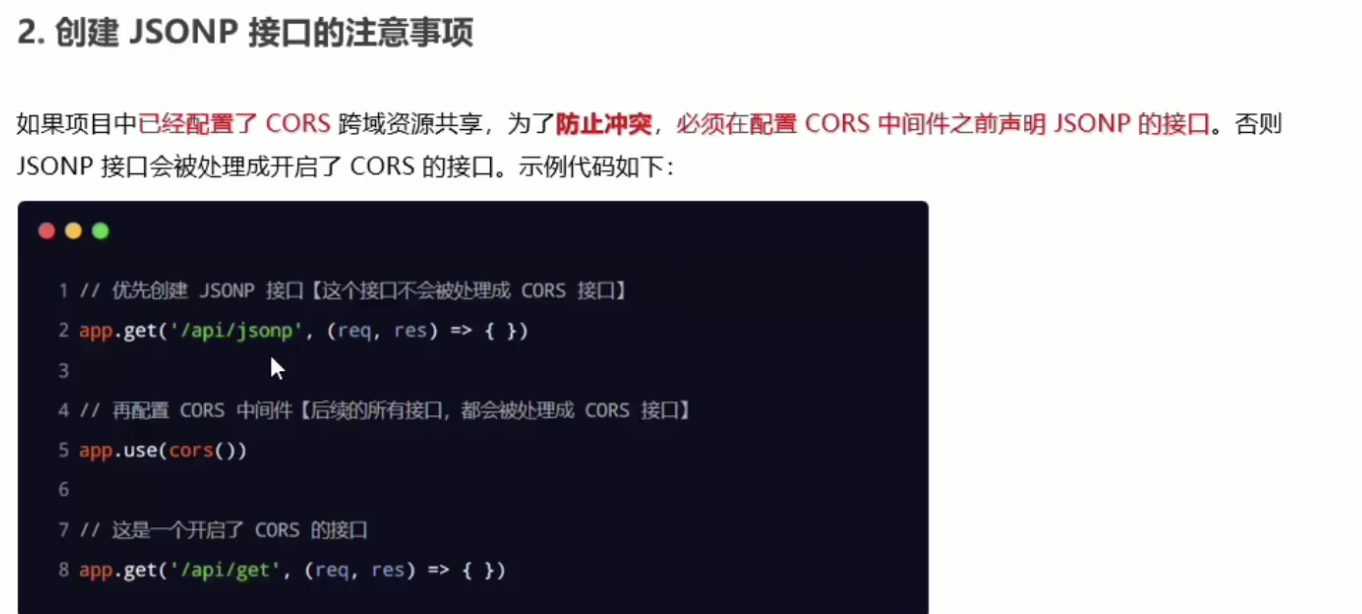 2. 创建 JSONP 接口的注意事项
如果项目中已经配置了 CORS 跨域资源共享，为了防止冲突，必须在配置 CORS 中间件之前声明 JSONP 的接口。否则
JSONP 接口会被处理成开启了 CORS 的接口。示例代码如下：
1 // 优先创建 JSONP 接口【这个接口不会被处理成 CORS 接口】
2 app.get('/api/jsonp', (req, res) => { })
3
4 // 再配置 CORS 中间件【后续的所有接口，都会被处理成 CORS 接口】
5 app.use(cors())
6
7 // 这是一个开启了 CORS 的接口
8 app.get('/api/get', (req, res) => { })